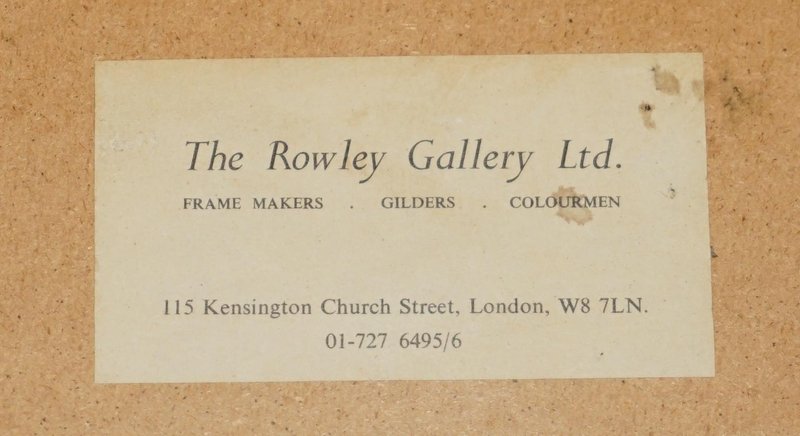 The Rowley Gallery Ltd.
FRAME MAKERS . GILDERS . COLOURMEN
115 Kensington Church Street, London, W8 7LN.
01-727 6495/6